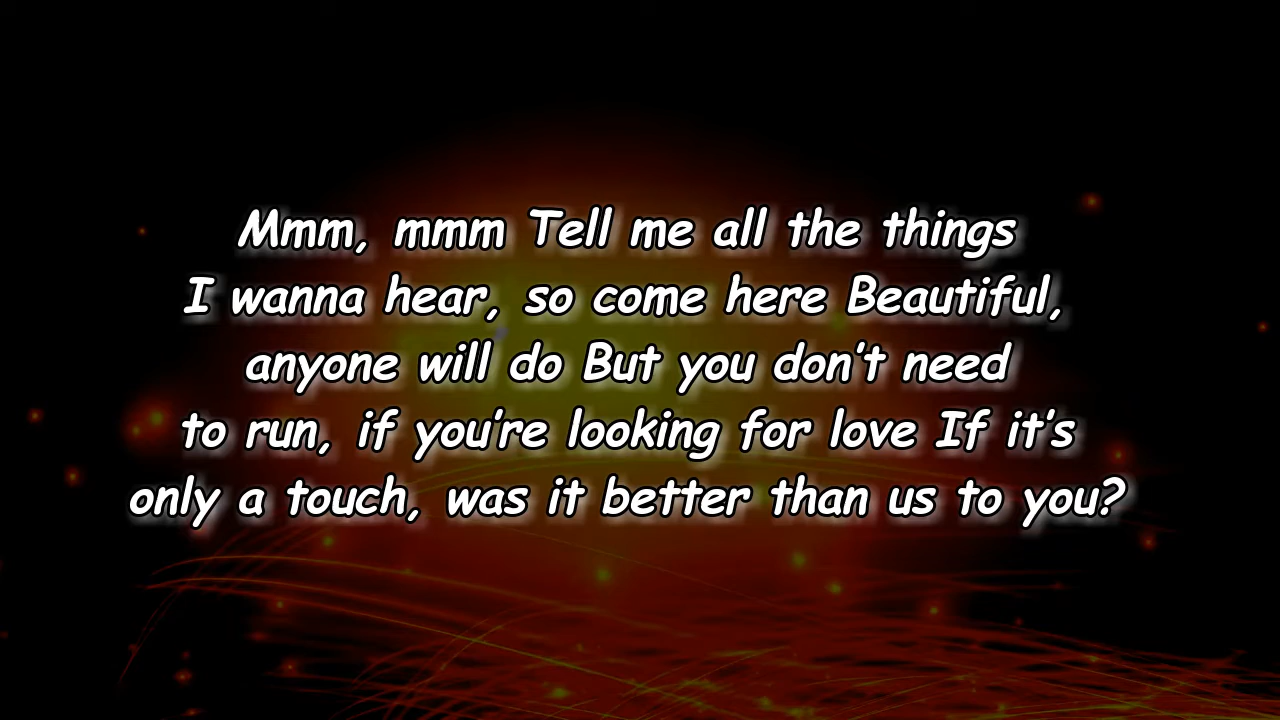 Mmm, mmm Tell me all the things
I wanna hear, so come here Beautiful,
anyone will do But you don't need
to run, if you're looking for love If it's
only a touch, was it better than us to you?